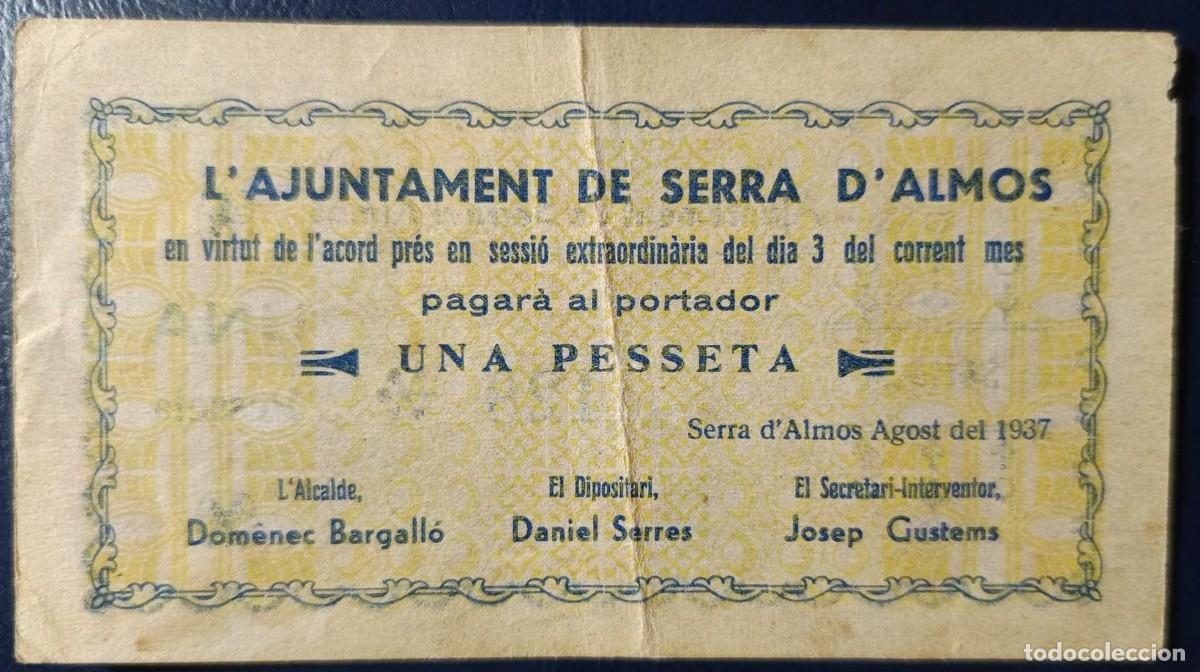 L'AJUNTAMENT DE SERRA D'ALMOS
en virtut de l'acord prés en sessió extraordinària del dia 3 del corrent mes
pagarà al portador
UNA PESSETA
Serra d'Almos Agost del 1937
L'Alcalde, El Dipositari, El Secretari-Interventor,
Domènec Bargalló Daniel Serres Josep Gustems
todocoleccion